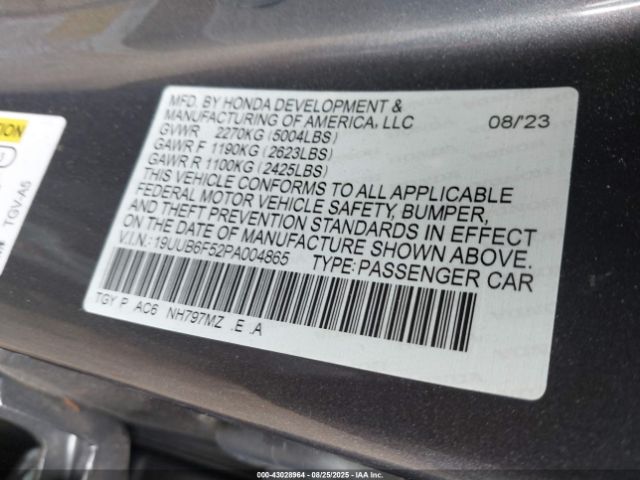 MFD. BY HONDA DEVELOPMENT &
MANUFACTURING OF AMERICA, LLC 08/'23
GVWR 2270KG (5004LBS)
GAWR F 1190KG (2623LBS)
GAWR R 1100KG (2425LBS)
THIS VEHICLE CONFORMS TO ALL APPLICABLE
FEDERAL MOTOR VEHICLE SAFETY, BUMPER,
AND THEFT PREVENTION STANDARDS IN EFFECT
ON THE DATE OF MANUFACTURE SHOWN ABOVE.
V.I.N.: 19UUB6F52PA004865 TYPE:PASSENGER CAR
TGY P AC6 NH797MZ .E .A
TGV-A5
000-43028964 - 08/25/2025 - IAA Inc.